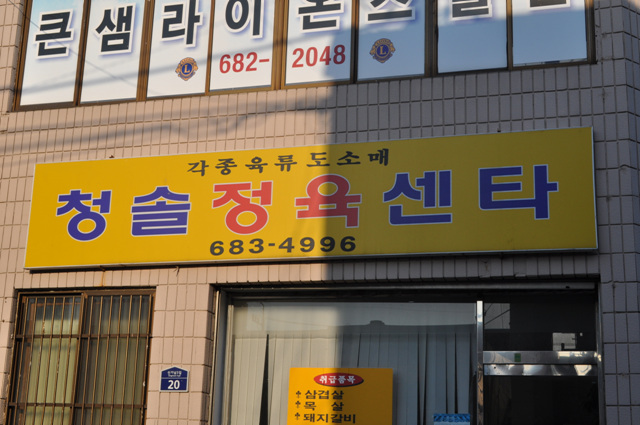 큰샘라이온스클럽
682-2048
각종육류도소매
청솔정육센타
683-4996
20
취급품목
♠삼겹살
♠목 살
♠돼지갈비